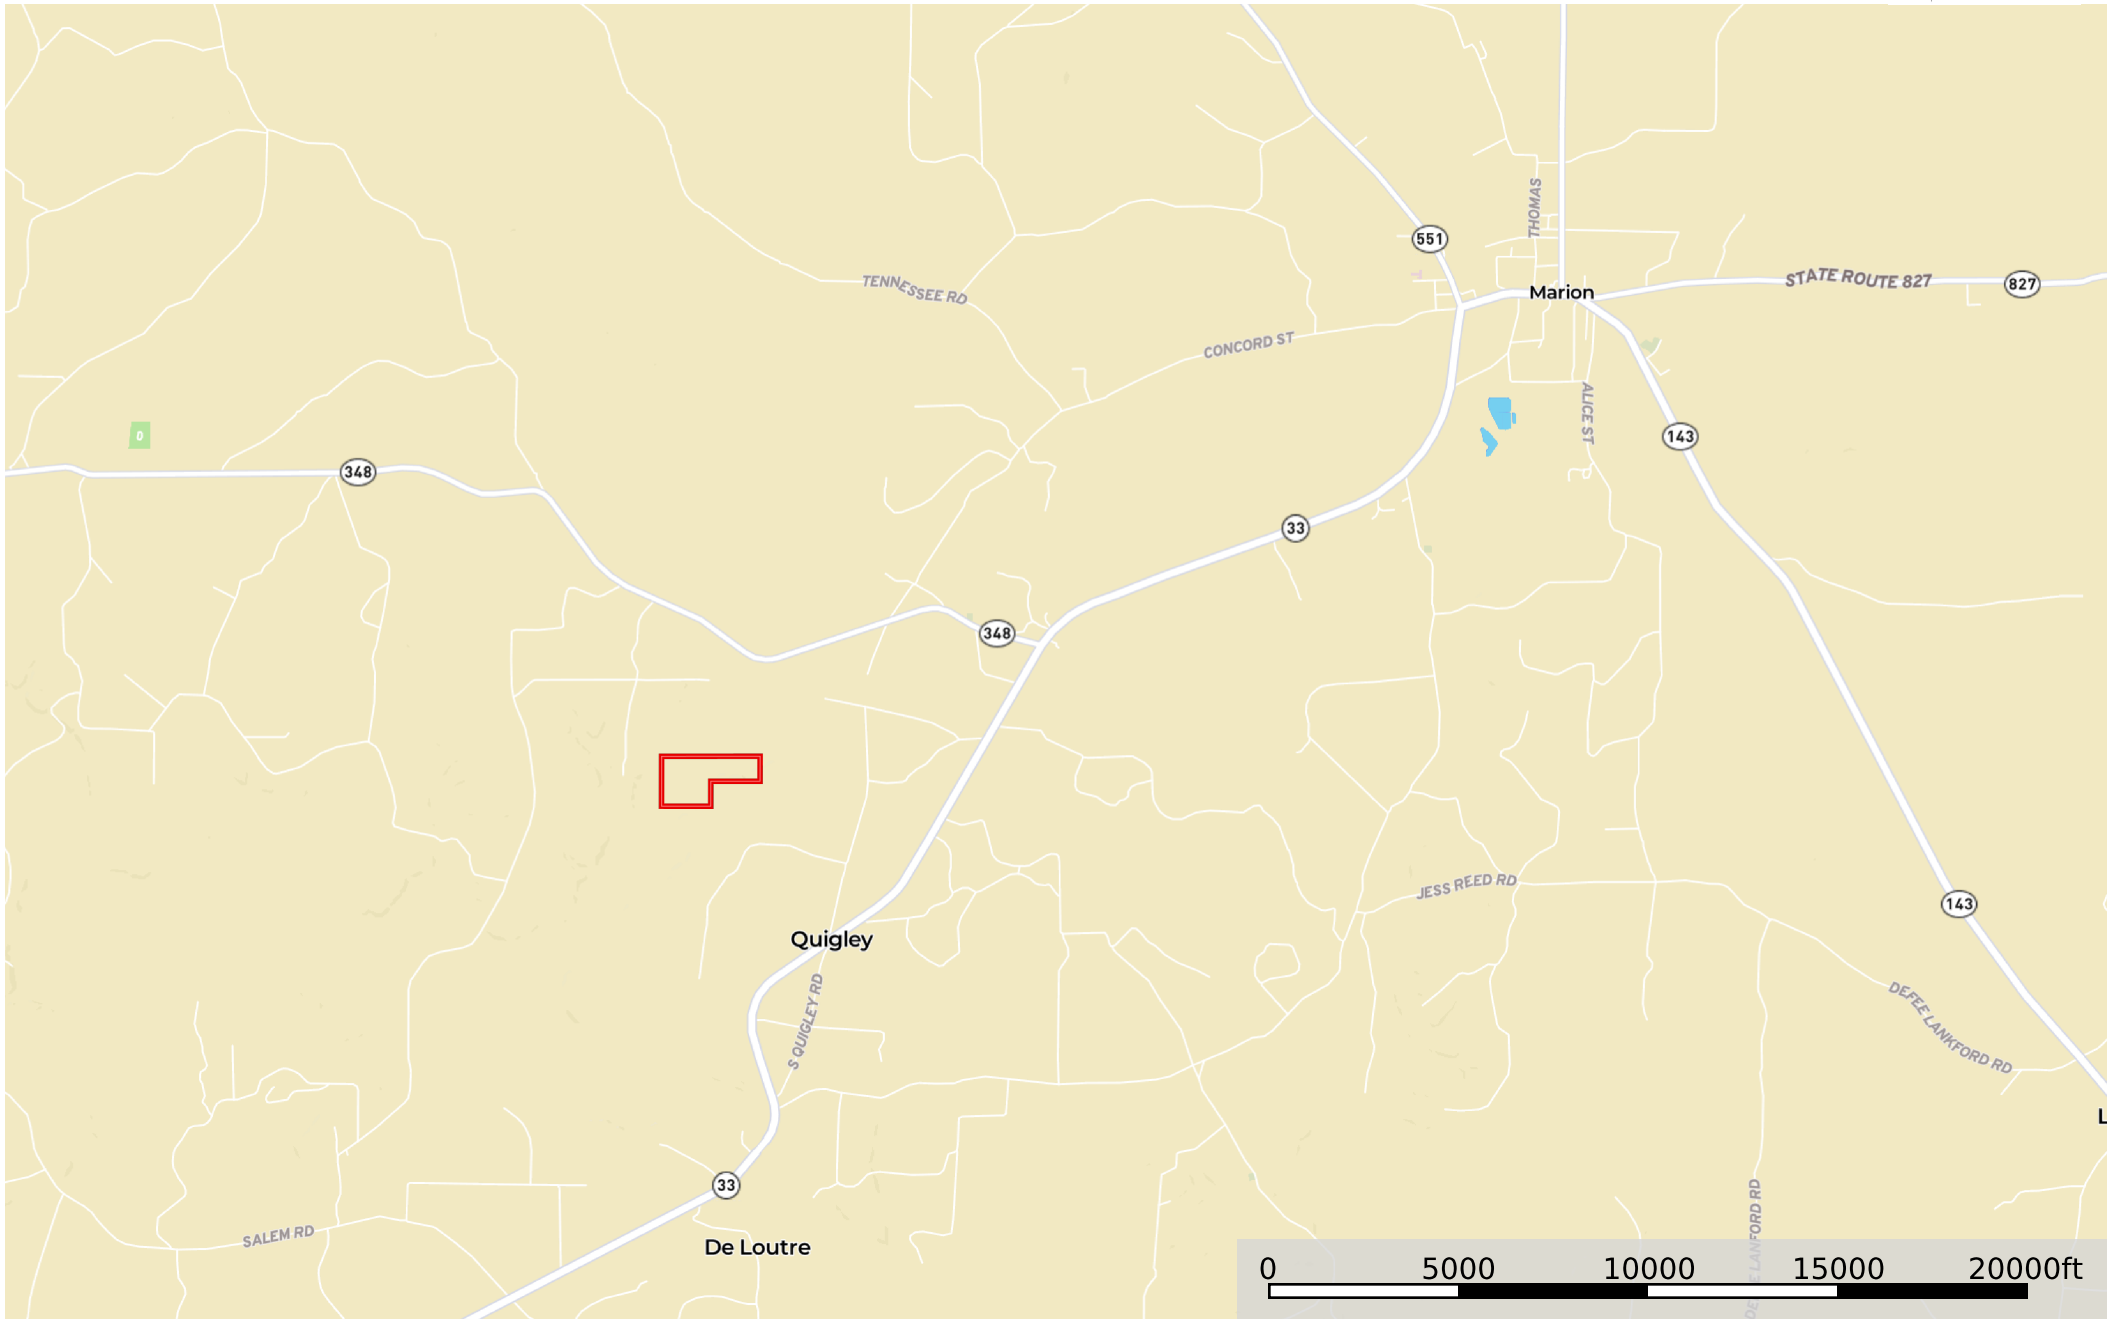 THOMAS
551
Marion
STATE ROUTE 827
827
TENNESSEE RD
T
CONCORD ST
ALICE ST
0
348
143
33
348
JESS REED RD
143
Quigley
S QUIGLEY RD
DEFEE LANKFORD RD
L
33
SALEM RD
De Loutre
0 5000 10000 15000 20000ft